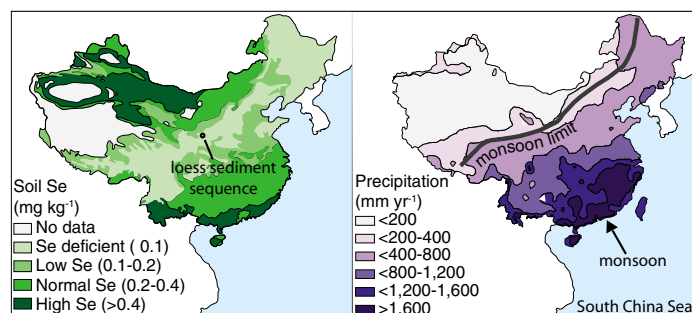 loess sediment
sequence
Soil Se
(mg kg-1)
No data
Se deficient ( 0.1)
Low Se (0.1-0.2)
Normal Se (0.2-0.4)
High Se (>0.4)
monsoon limit
Precipitation
(mm yr-1)
<200
<200-400
<400-800
<800-1,200
<1,200-1,600
>1,600
monsoon
South China Sea